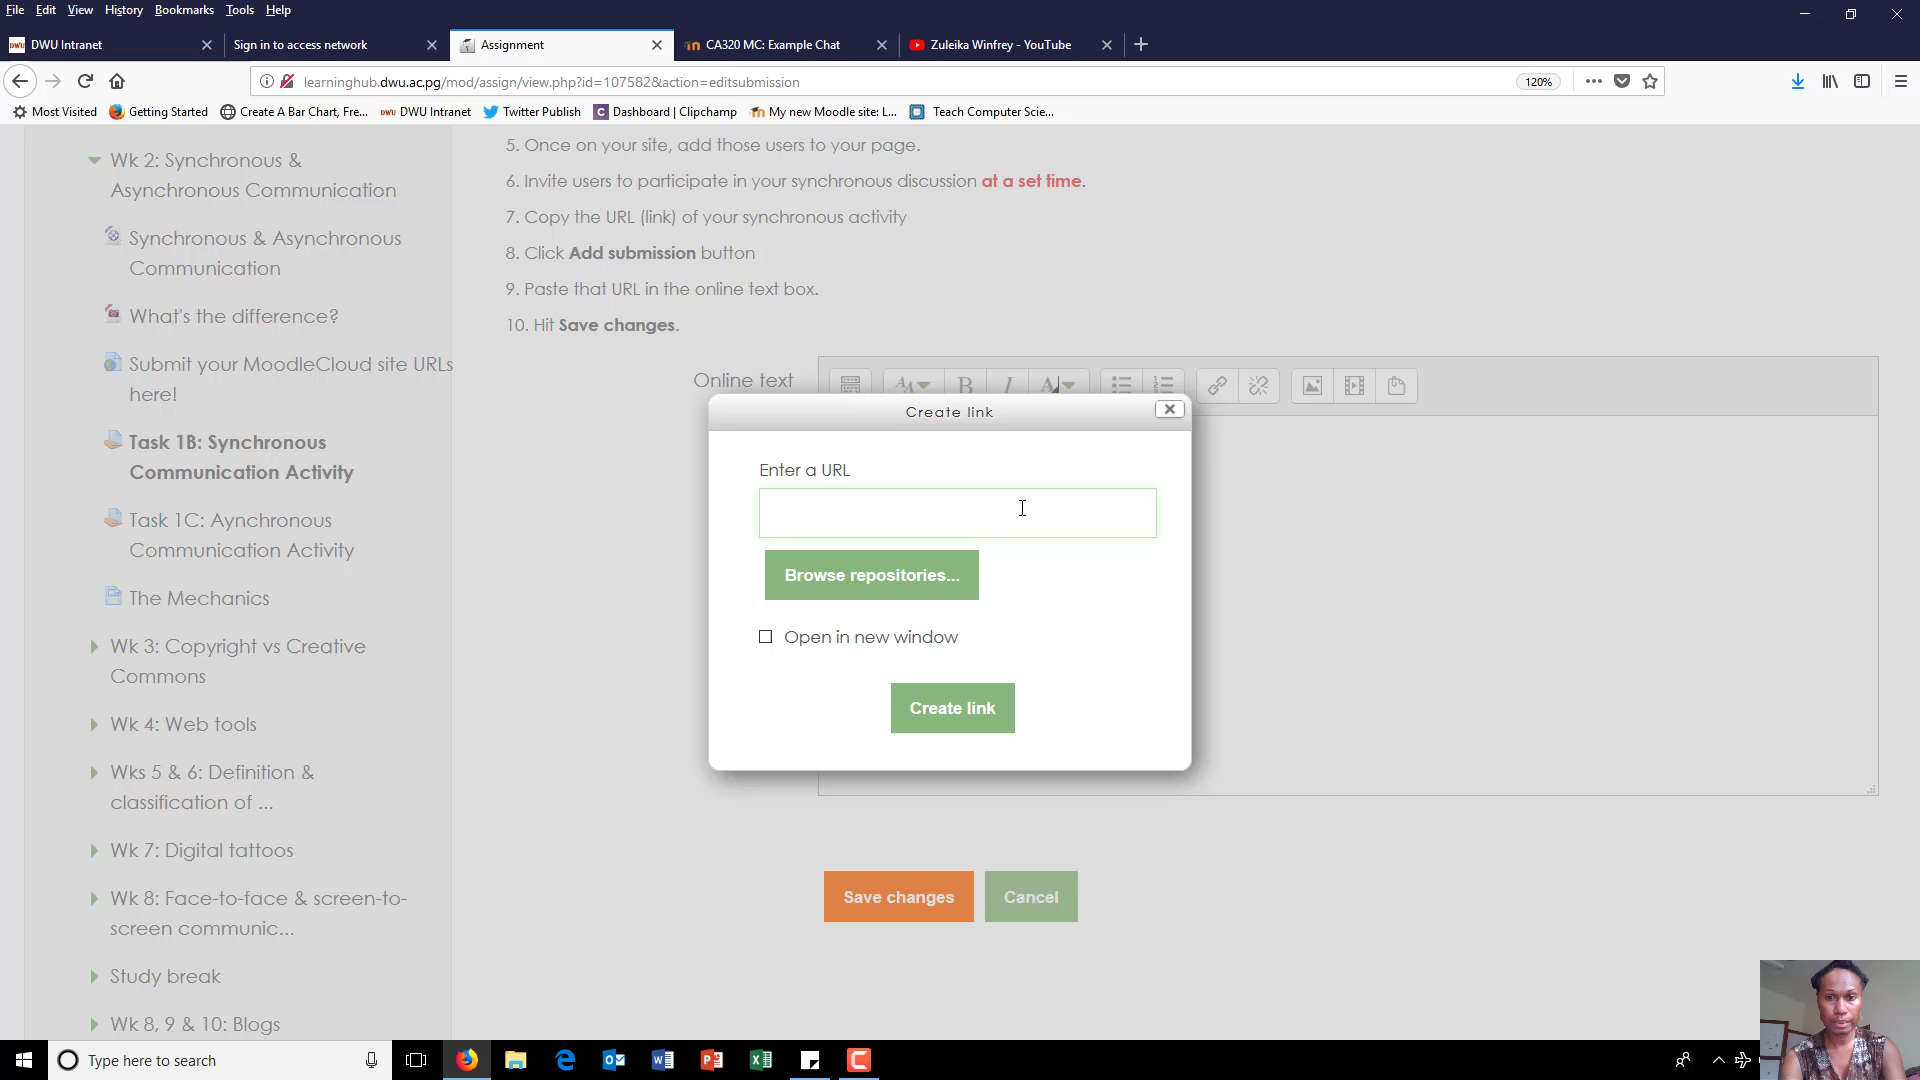 File Edit View History Bookmarks Tools Help
DWU Intranet
Sign in to access network
Assignment
CA320 MC: Example Chat
Zuleika Winfrey - YouTube
learninghub.dwu.ac.pg/mod/assign/view.php?id=107582&action=editsubmission
120%
Most Visited
Getting Started
Create A Bar Chart, Fre...
DWU Intranet
Twitter Publish
Dashboard | Clipchamp
My new Moodle site: L...
Teach Computer Scie...
Wk 2: Synchronous &
Asynchronous Communication
Synchronous & Asynchronous
Communication
What's the difference?
Submit your MoodleCloud site URLs
here!
Task 1B: Synchronous
Communication Activity
Task 1C: Aynchronous
Communication Activity
The Mechanics
Wk 3: Copyright vs Creative
Commons
Wk 4: Web tools
Wks 5 & 6: Definition &
classification of ...
Wk 7: Digital tattoos
Wk 8: Face-to-face & screen-to-
screen communic...
Study break
Wk 8, 9 & 10: Blogs
5. Once on your site, add those users to your page.
6. Invite users to participate in your synchronous discussion at a set time.
7. Copy the URL (link) of your synchronous activity
8. Click Add submission button
9. Paste that URL in the online text box.
10. Hit Save changes.
Online text
Create link
Enter a URL
Browse repositories...
Open in new window
Create link
Save changes
Cancel
Type here to search